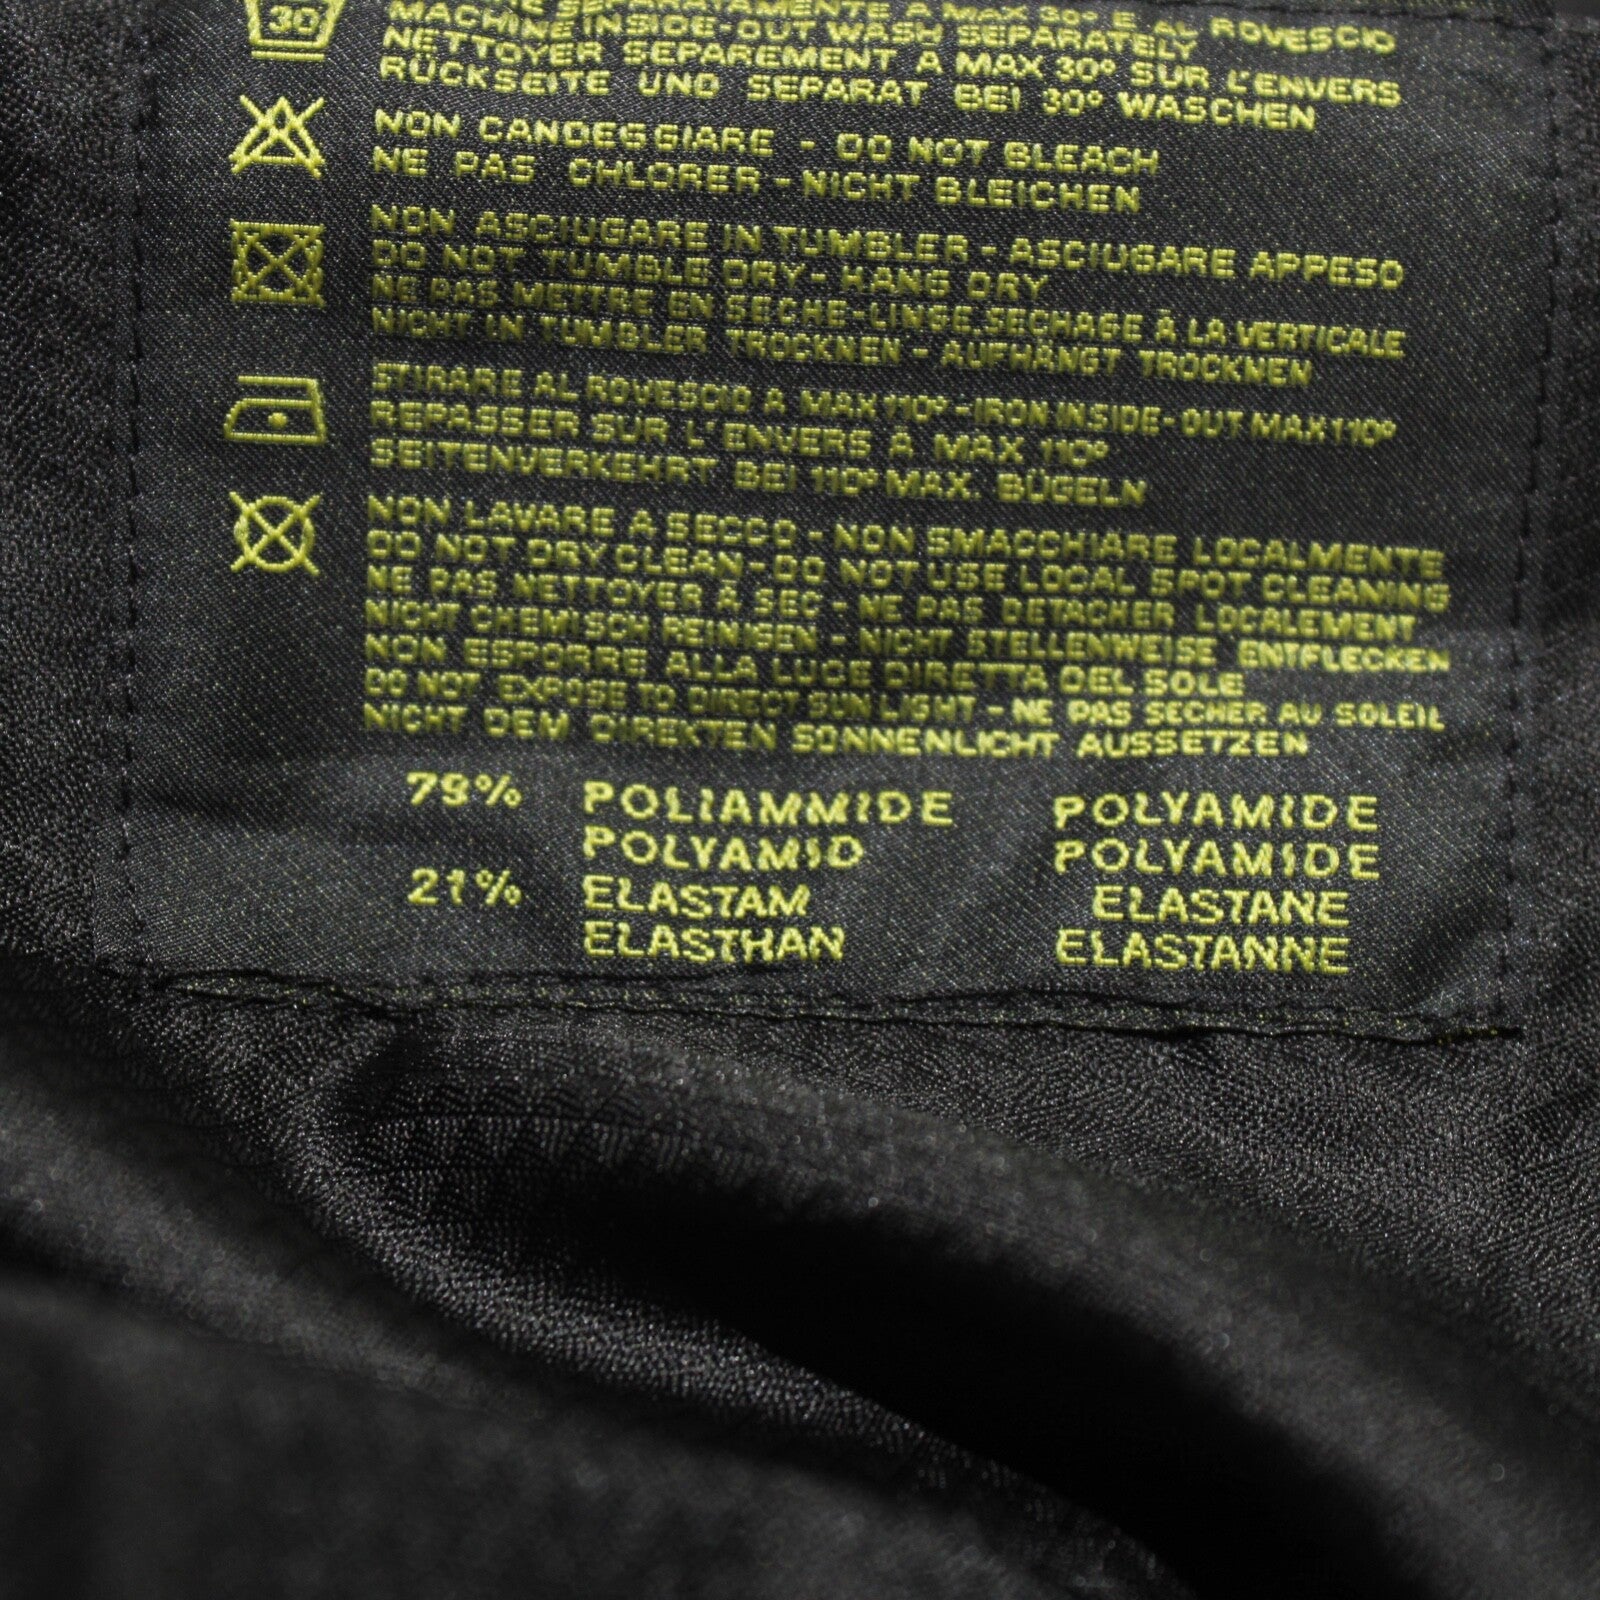 30°
SEPARATAMENTE A MAX 30° E AL ROVESCIO
MACHINE INSIDE-OUT WASH SEPARATELY
NETTOYER SEPAREMENT A MAX 30° SUR L'ENVERS
RÜCKSEITE UND SEPARAT BEI 30° WASCHEN
NON CANDEGGIARE - DO NOT BLEACH
NE PAS CHLORER - NICHT BLEICHEN
NON ASCIUGARE IN TUMBLER - ASCIUGARE APPESO
DO NOT TUMBLE DRY - HANG DRY
NE PAS METTRE EN SECHE-LINGE, SECHAGE À LA VERTICALE
NICHT IN TUMBLER TROCKNEN - AUFHÄNGT TROCKNEN
STIRARE AL ROVESCIO A MAX 110° - IRON INSIDE-OUT MAX 110°
REPASSER SUR L'ENVERS À MAX 110°
SEITENVERKEHRT BEI 110° MAX. BÜGELN
NON LAVARE A SECCO - NON SMACCHIARE LOCALMENTE
DO NOT DRY CLEAN - DO NOT USE LOCAL SPOT CLEANING
NE PAS NETTOYER À SEC - NE PAS DETACHER LOCALEMENT
NICHT CHEMISCH REINIGEN - NICHT STELLENWEISE ENTFLECKEN
NON ESPORRE ALLA LUCE DIRETTA DEL SOLE
DO NOT EXPOSE TO DIRECT SUN LIGHT - NE PAS SECHER AU SOLEIL
NICHT DEM DIREKTEN SONNENLICHT AUSSETZEN
79% POLIAMMIDE POLYAMIDE
POLYAMID POLYAMIDE
21% ELASTAM ELASTANE
ELASTHAN ELASTANNE